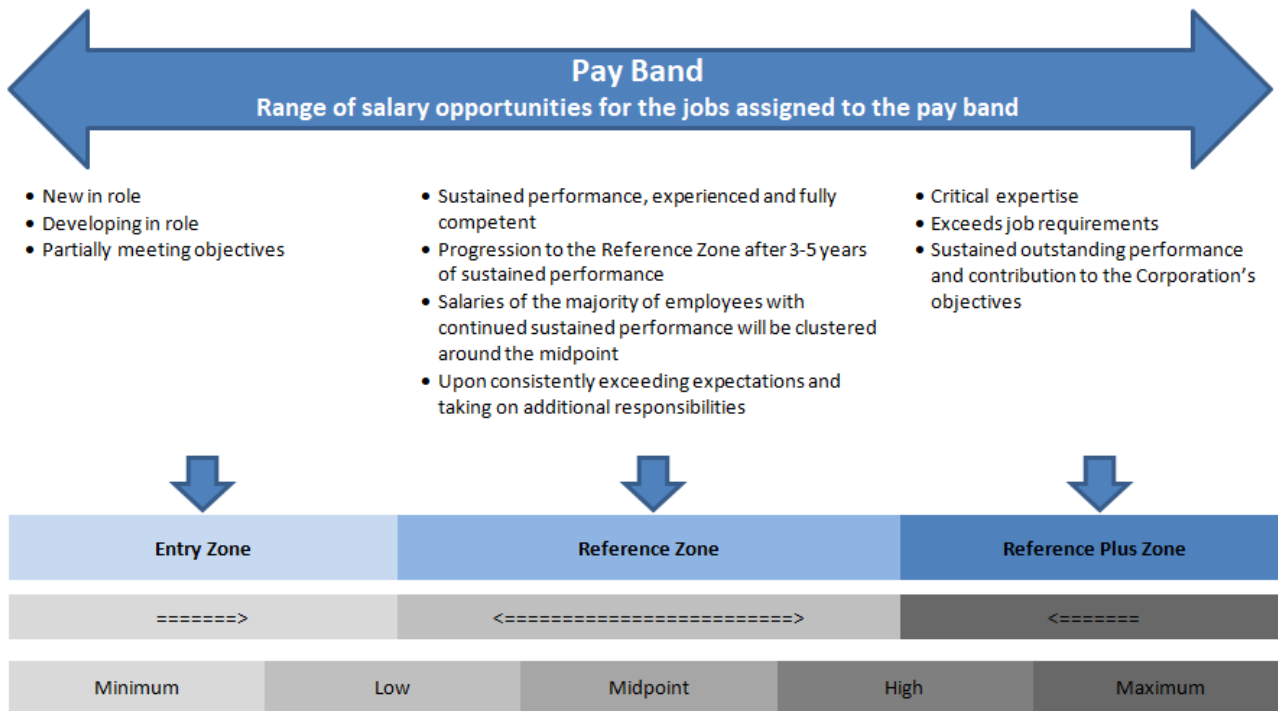 Pay Band
Range of salary opportunities for the jobs assigned to the pay band
• New in role
• Developing in role
• Partially meeting objectives
• Sustained performance, experienced and fully
competent
• Progression to the Reference Zone after 3-5 years
of sustained performance
• Salaries of the majority of employees with
continued sustained performance will be clustered
around the midpoint
• Upon consistently exceeding expectations and
taking on additional responsibilities
• Critical expertise
• Exceeds job requirements
• Sustained outstanding performance
and contribution to the Corporation's
objectives
Entry Zone
Reference Zone
Reference Plus Zone
=======>
<=========================>
<=======
Minimum
Low
Midpoint
High
Maximum